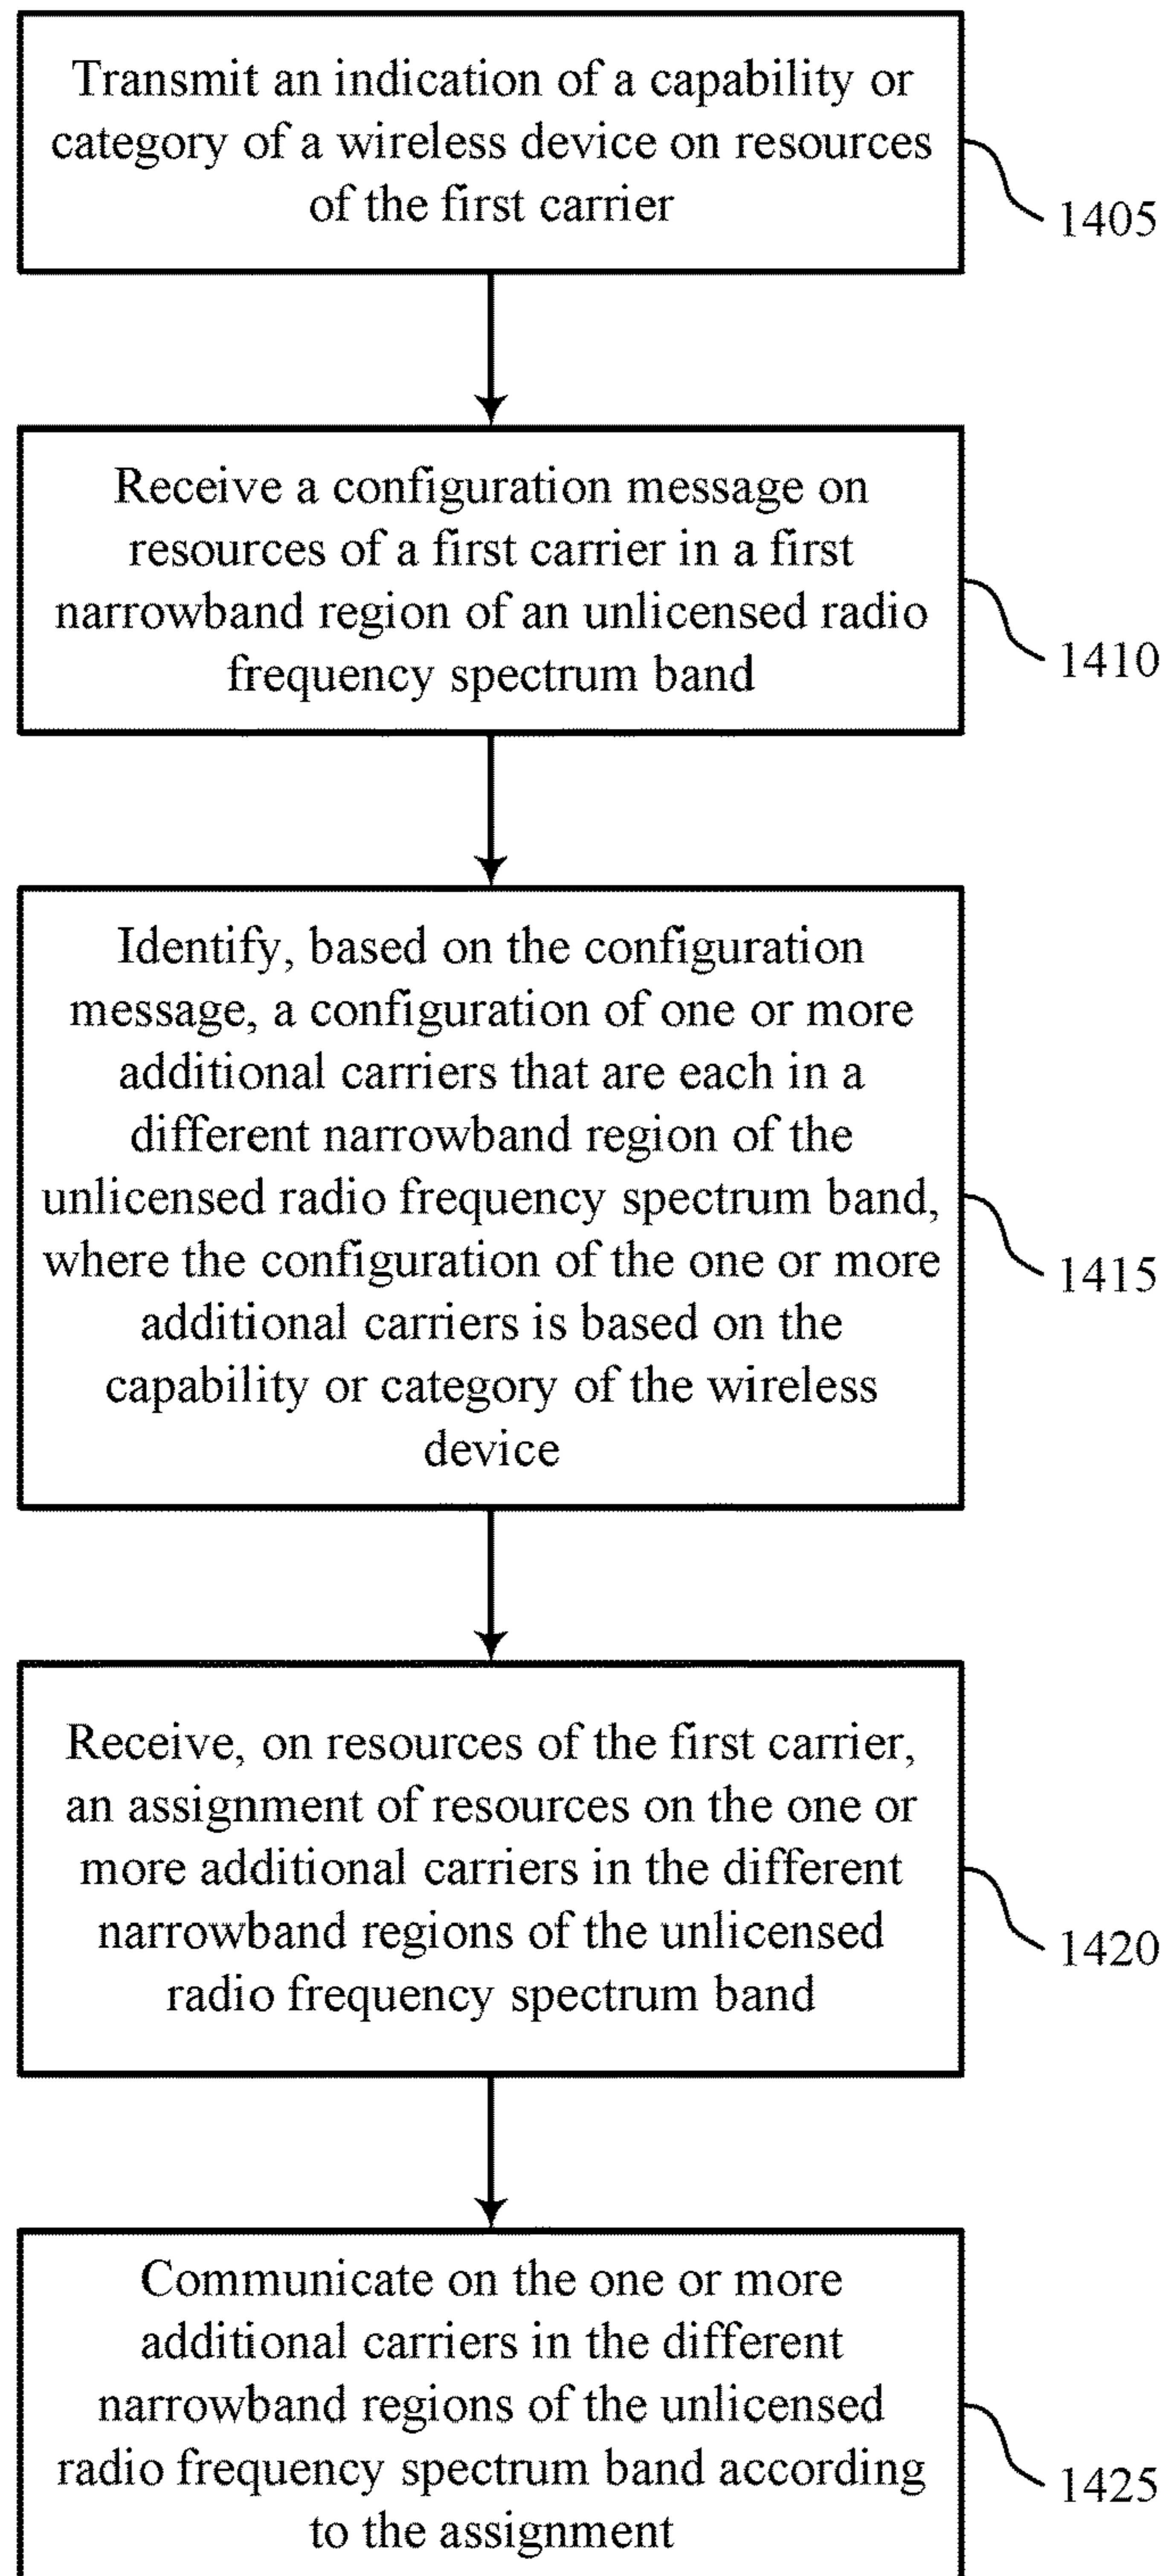 Transmit an indication of a capability or
category of a wireless device on resources
of the first carrier
1405
Receive a configuration message on
resources of a first carrier in a first
narrowband region of an unlicensed radio
frequency spectrum band
1410
Identify, based on the configuration
message, a configuration of one or more
additional carriers that are each in a
different narrowband region of the
unlicensed radio frequency spectrum band,
where the configuration of the one or more
additional carriers is based on the
capability or category of the wireless
device
1415
Receive, on resources of the first carrier,
an assignment of resources on the one or
more additional carriers in the different
narrowband regions of the unlicensed
radio frequency spectrum band
1420
Communicate on the one or more
additional carriers in the different
narrowband regions of the unlicensed
radio frequency spectrum band according
to the assignment
1425